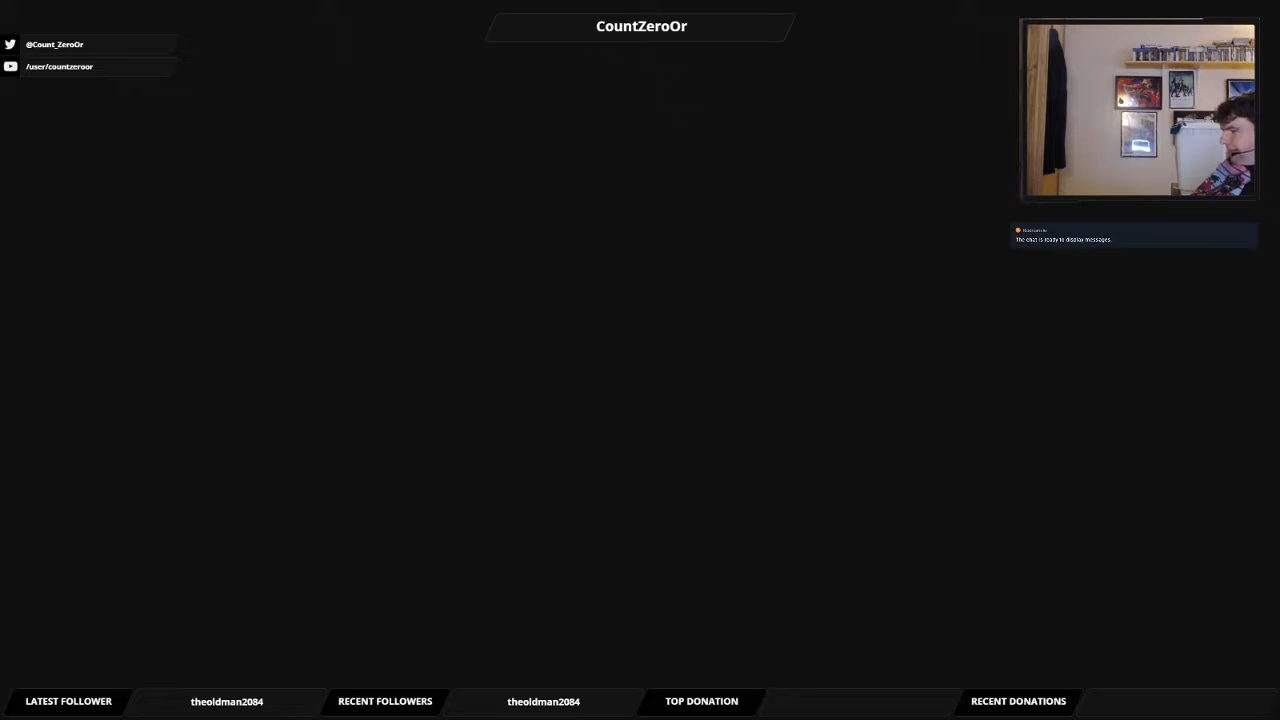 CountZeroOr
@Count_ZeroOr
/user/countzeroor
The chat is ready to display messages.
LATEST FOLLOWER
theoldman2084
RECENT FOLLOWERS
theoldman2084
TOP DONATION
RECENT DONATIONS